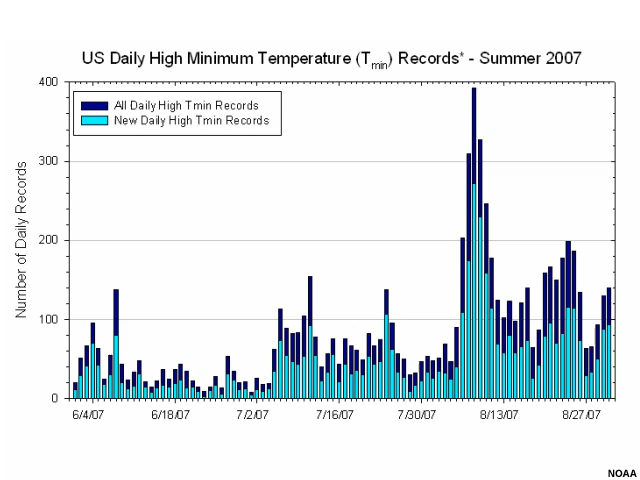 US Daily High Minimum Temperature (Tmin) Records* - Summer 2007
400
All Daily High Tmin Records
New Daily High Tmin Records
300
Number of Daily Records
200
100
0
6/4/07 6/18/07 7/2/07 7/16/07 7/30/07 8/13/07 8/27/07
NOAA